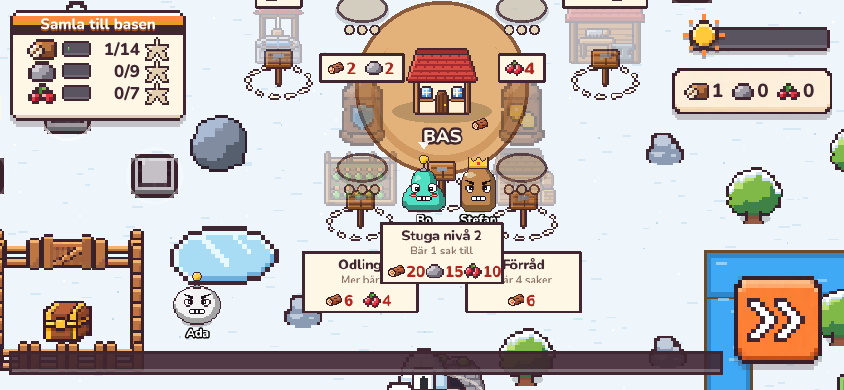 Samla till basen
1/14
0/9
0/7
2 2
4
1 0 0
BAS
Bo
Stefan
Stuga nivå 2
Bär 1 sak till
20 15 10
Odling
Mer bär
6 4
Förråd
är 4 saker
6
Ada